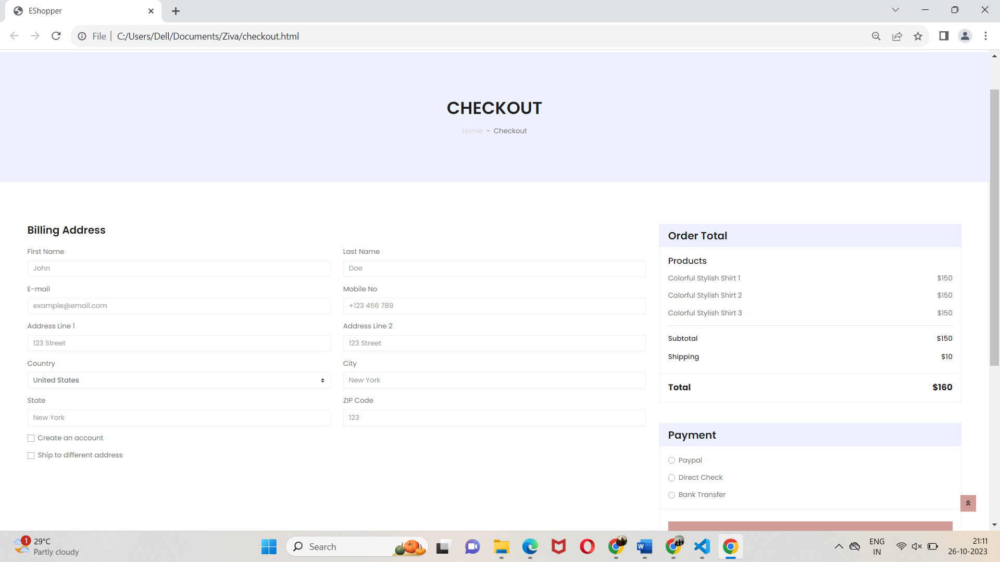 EShopper
File | C:/Users/Dell/Documents/Ziva/checkout.html
CHECKOUT
Home - Checkout
Billing Address
First Name
Last Name
John
Doe
E-mail
Mobile No
example@email.com
+123 456 789
Address Line 1
Address Line 2
123 Street
123 Street
Country
City
United States
New York
State
ZIP Code
New York
123
Create an account
Ship to different address
Order Total
Products
Colorful Stylish Shirt 1 $150
Colorful Stylish Shirt 2 $150
Colorful Stylish Shirt 3 $150
Subtotal $150
Shipping $10
Total $160
Payment
Paypal
Direct Check
Bank Transfer
1
29°C
Partly cloudy
Search
W
ENG
IN
21:11
26-10-2023